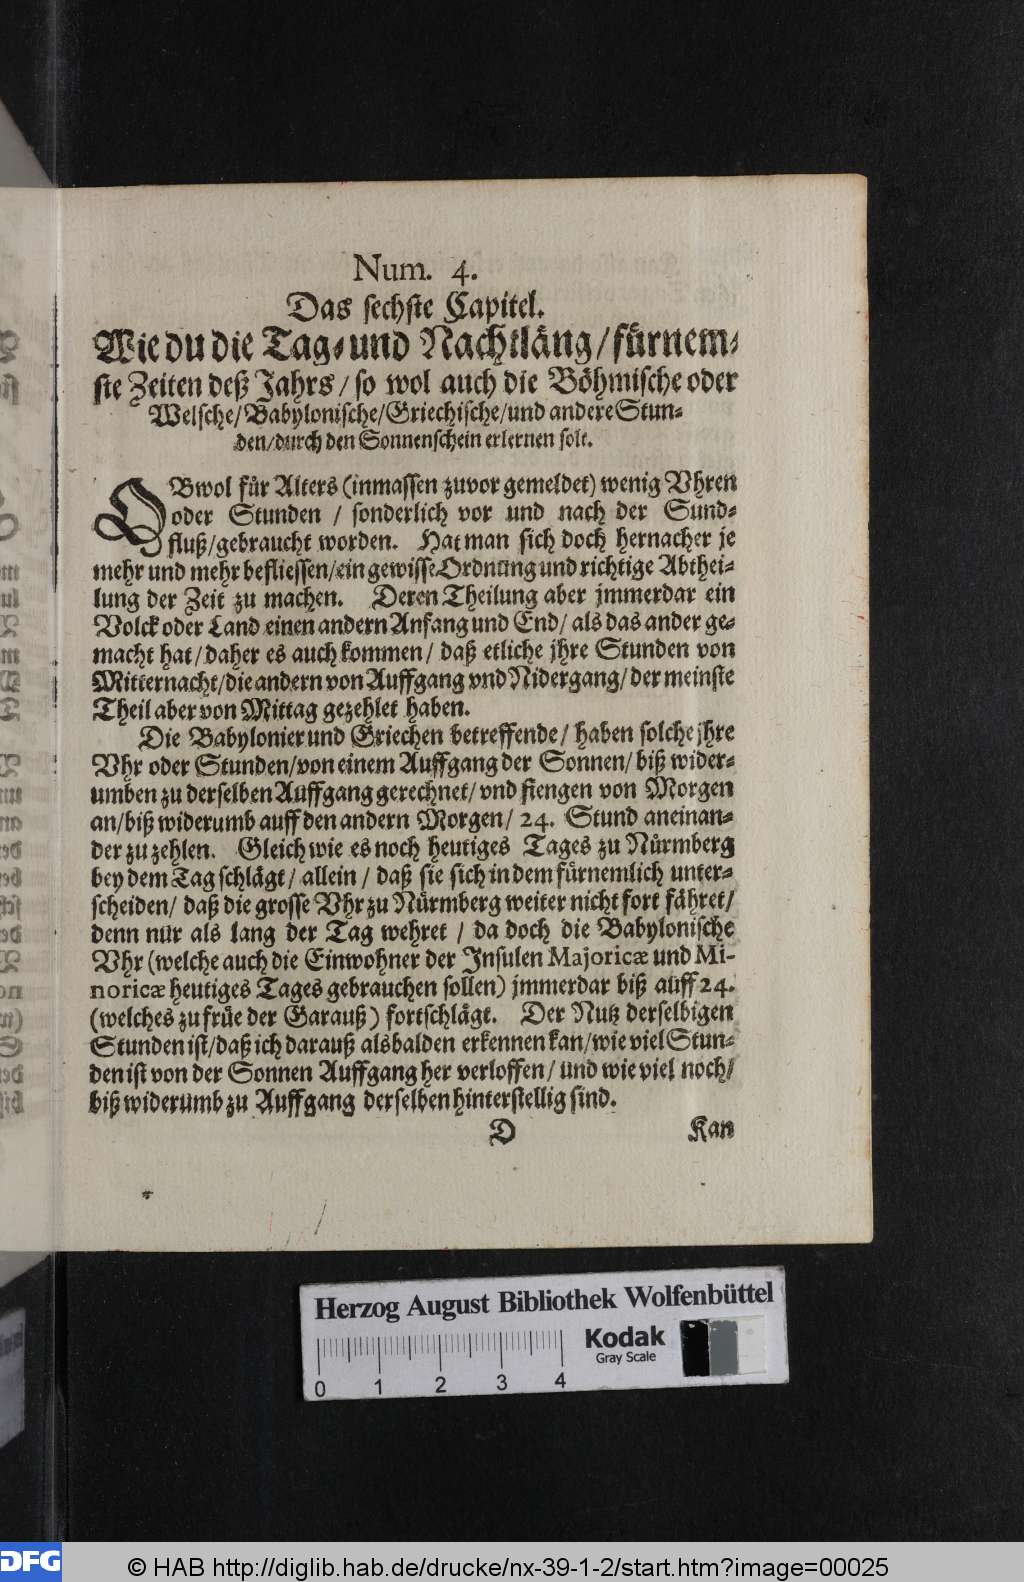 Num. 4.
Das sechste Capitel.
Wie du die Tag- und Nachtläng / fürnem-
ste Zeiten deß Jahrs / so wol auch die Böhmische oder
Welsche / Babylonische / Griechische / und andere Stun-
den / durch den Sonnenschein erlernen solt.
OBwol für Alters (inmassen zuvor gemeldet) wenig Vhren
oder Stunden / sonderlich vor und nach der Sünd-
fluß / gebraucht worden. Hat man sich doch hernacher je
mehr und mehr befliessen / ein gewisse Ordnung und richtige Abthei-
lung der Zeit zu machen. Deren Theilung aber jmmerdar ein
Volck oder Land einen andern Anfang und End / als das ander ge-
macht hat / daher es auch kommen / daß etliche jhre Stunden von
Mitternacht / die andern von Auffgang vnd Nidergang / der meinste
Theil aber von Mittag gezehlet haben.
Die Babylonier und Griechen betreffende / haben solche jhre
Vhr oder Stunden / von einem Auffgang der Sonnen / biß wider-
umben zu derselben Auffgang gerechnet / vnd fiengen von Morgen
an / biß widerumb auff den andern Morgen / 24. Stund aneinan-
der zu zehlen. Gleich wie es noch heutiges Tages zu Nürmberg
bey dem Tag schlägt / allein / daß sie sich in dem fürnemlich unter-
scheiden / daß die grosse Vhr zu Nürmberg weiter nicht fort fähret /
denn nur als lang der Tag wehret / da doch die Babylonische
Vhr (welche auch die Einwohner der Insulen Majoricæ und Mi-
noricæ heutiges Tages gebrauchen sollen) jmmerdar biß auff 24.
(welches zu früe der Garauß) fortschlägt. Der Nutz derselbigen
Stunden ist / daß ich darauß alsbalden erkennen kan / wie viel Stun-
den ist von der Sonnen Auffgang her verloffen / und wie viel noch /
biß widerumb zu Auffgang derselben hinterstellig sind.
D Kan
Herzog August Bibliothek Wolfenbüttel
Kodak
Gray Scale
0 1 2 3 4
DFG © HAB http://diglib.hab.de/drucke/nx-39-1-2/start.htm?image=00025